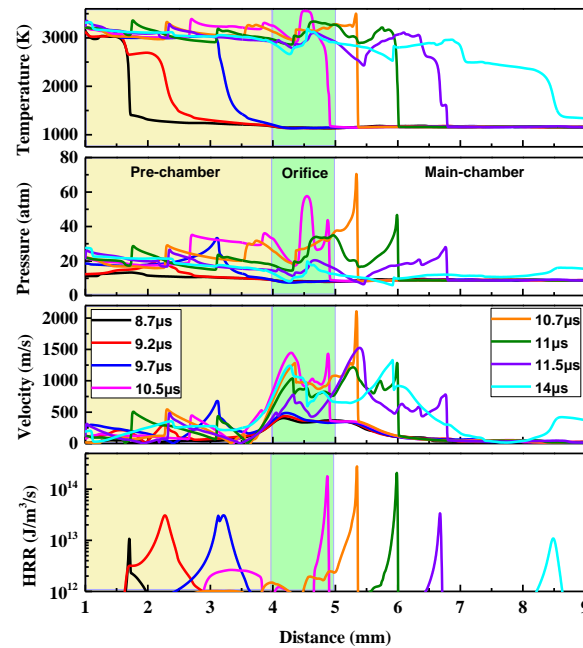 Temperature (K)
3000
2000
1000
Pressure (atm)
80
60
40
20
0
Pre-chamber
Orifice
Main-chamber
Velocity (m/s)
2000
1500
1000
500
0
8.7μs
9.2μs
9.7μs
10.5μs
10.7μs
11μs
11.5μs
14μs
HRR (J/m³/s)
10¹⁴
10¹³
10¹²
1 2 3 4 5 6 7 8 9
Distance (mm)